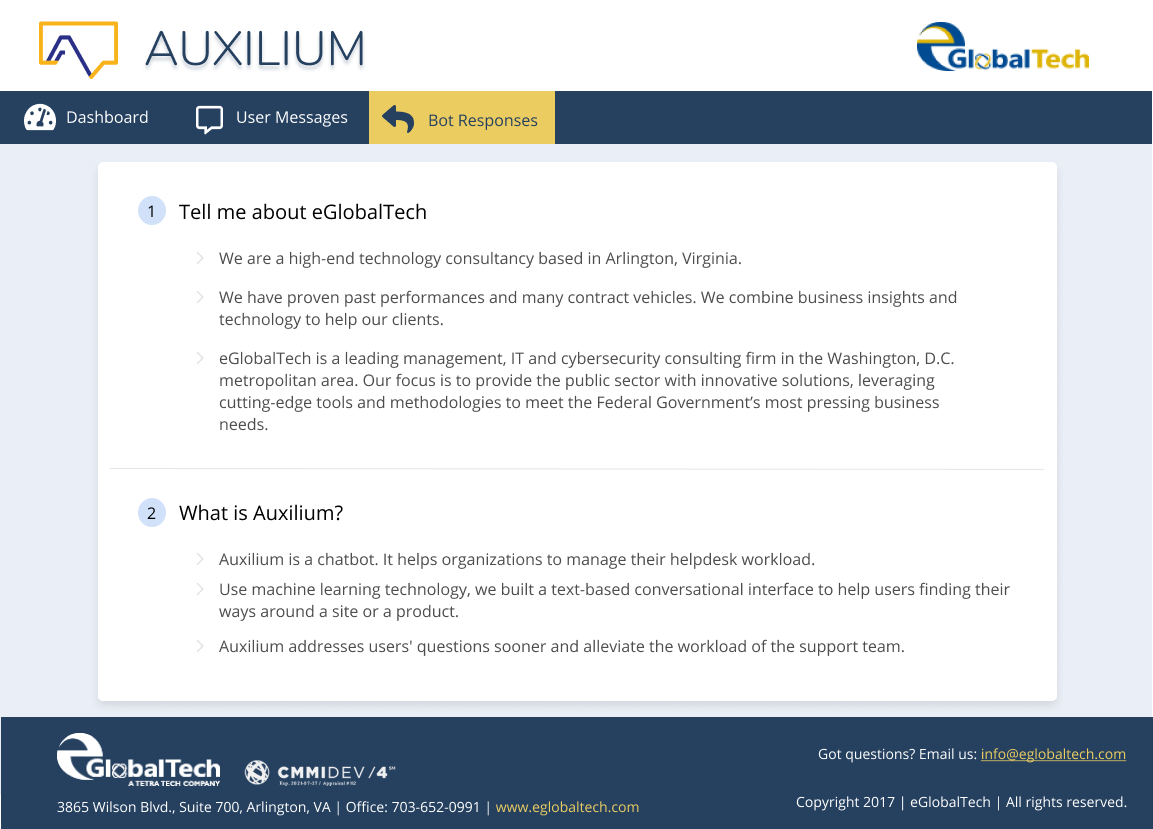 AUXILIUM
eGlobalTech
Dashboard
User Messages
Bot Responses
1 Tell me about eGlobalTech
We are a high-end technology consultancy based in Arlington, Virginia.
We have proven past performances and many contract vehicles. We combine business insights and
technology to help our clients.
eGlobalTech is a leading management, IT and cybersecurity consulting firm in the Washington, D.C.
metropolitan area. Our focus is to provide the public sector with innovative solutions, leveraging
cutting-edge tools and methodologies to meet the Federal Government’s most pressing business
needs.
2 What is Auxilium?
Auxilium is a chatbot. It helps organizations to manage their helpdesk workload.
Use machine learning technology, we built a text-based conversational interface to help users finding their
ways around a site or a product.
Auxilium addresses users' questions sooner and alleviate the workload of the support team.
eGlobalTech
A TETRA TECH COMPANY
CMMIDEV/4℠
Exp. 2021-07-27 / Appraisal #
3865 Wilson Blvd., Suite 700, Arlington, VA | Office: 703-652-0991 | www.eglobaltech.com
Got questions? Email us: info@eglobaltech.com
Copyright 2017 | eGlobalTech | All rights reserved.